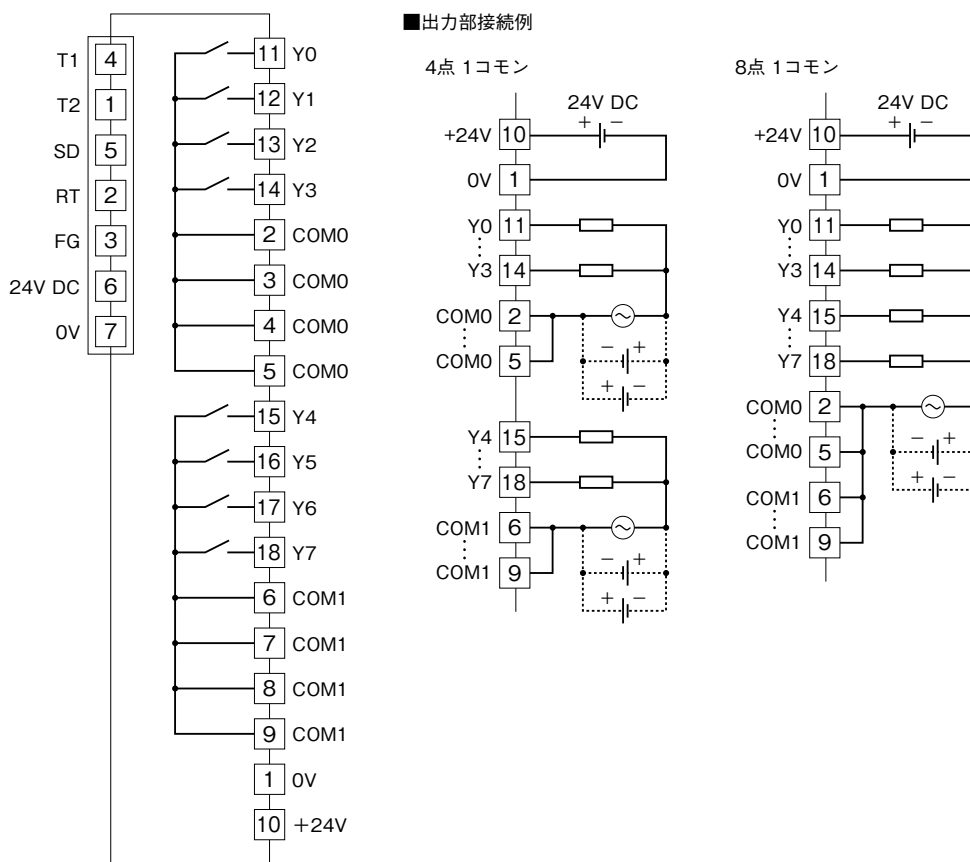 T1 4
T2 1
SD 5
RT 2
FG 3
24V DC 6
0V 7
11 Y0
12 Y1
13 Y2
14 Y3
2 COM0
3 COM0
4 COM0
5 COM0
15 Y4
16 Y5
17 Y6
18 Y7
6 COM1
7 COM1
8 COM1
9 COM1
1 0V
10 +24V
■出力部接続例
4点 1コモン
24V DC
+24V 10 + −
0V 1
Y0 11
Y3 14
COM0 2
− +
COM0 5
+ −
Y4 15
Y7 18
COM1 6
− +
COM1 9
+ −
8点 1コモン
24V DC
+24V 10 + −
0V 1
Y0 11
Y3 14
Y4 15
Y7 18
COM0 2
COM0 5 − +
+ −
COM1 6
COM1 9